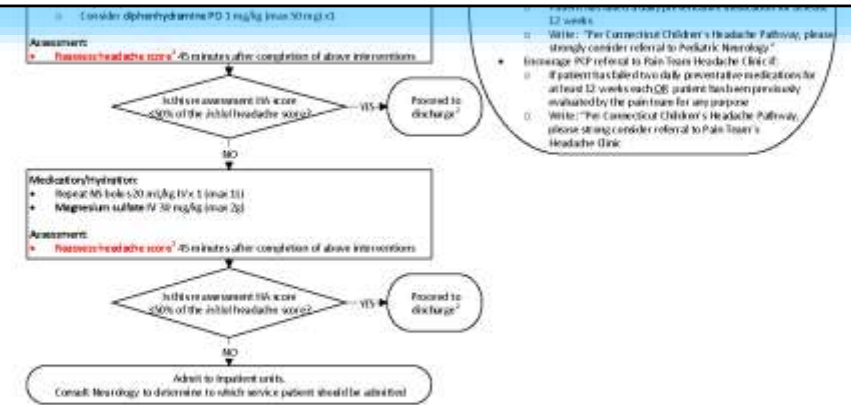 Consider diphenhydramine PO 1 mg/kg (max 50 mg) x1
Assessment:
Reassess headache score² 45 minutes after completion of above interventions
Is this reassessment HA score
≤50% of the initial headache score?
YES
Proceed to
discharge²
NO
Medication/Hydration:
Repeat NS bolus 20 mL/kg IV x 1 (max 1L)
Magnesium sulfate IV 30 mg/kg (max 2g)
Assessment:
Reassess headache score² 45 minutes after completion of above interventions
Is this reassessment HA score
≤50% of the initial headache score?
YES
Proceed to
discharge²
NO
Admit to Inpatient units.
Consult Neurology to determine to which service patient should be admitted
12 weeks
Write: "Per Connecticut Children's Headache Pathway, please
strongly consider referral to Pediatric Neurology"
Encourage PCP referral to Pain Team Headache Clinic if:
If patient has failed two daily preventative medications for
at least 12 weeks each OR patient has been previously
evaluated by the pain team for any purpose
Write: "Per Connecticut Children's Headache Pathway,
please strong consider referral to Pain Team's
Headache Clinic